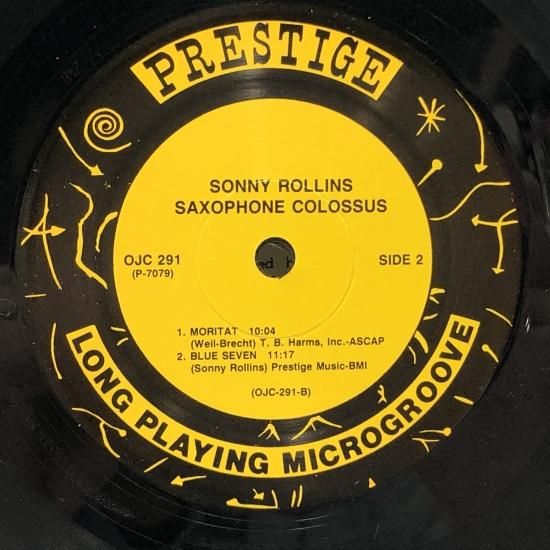 PRESTIGE
SONNY ROLLINS
SAXOPHONE COLOSSUS
OJC 291
(P-7079)
SIDE 2
1. MORITAT 10:04
(Weil-Brecht) T. B. Harms, Inc.-ASCAP
2. BLUE SEVEN 11:17
(Sonny Rollins) Prestige Music-BMI
(OJC-291-B)
LONG PLAYING MICROGROOVE